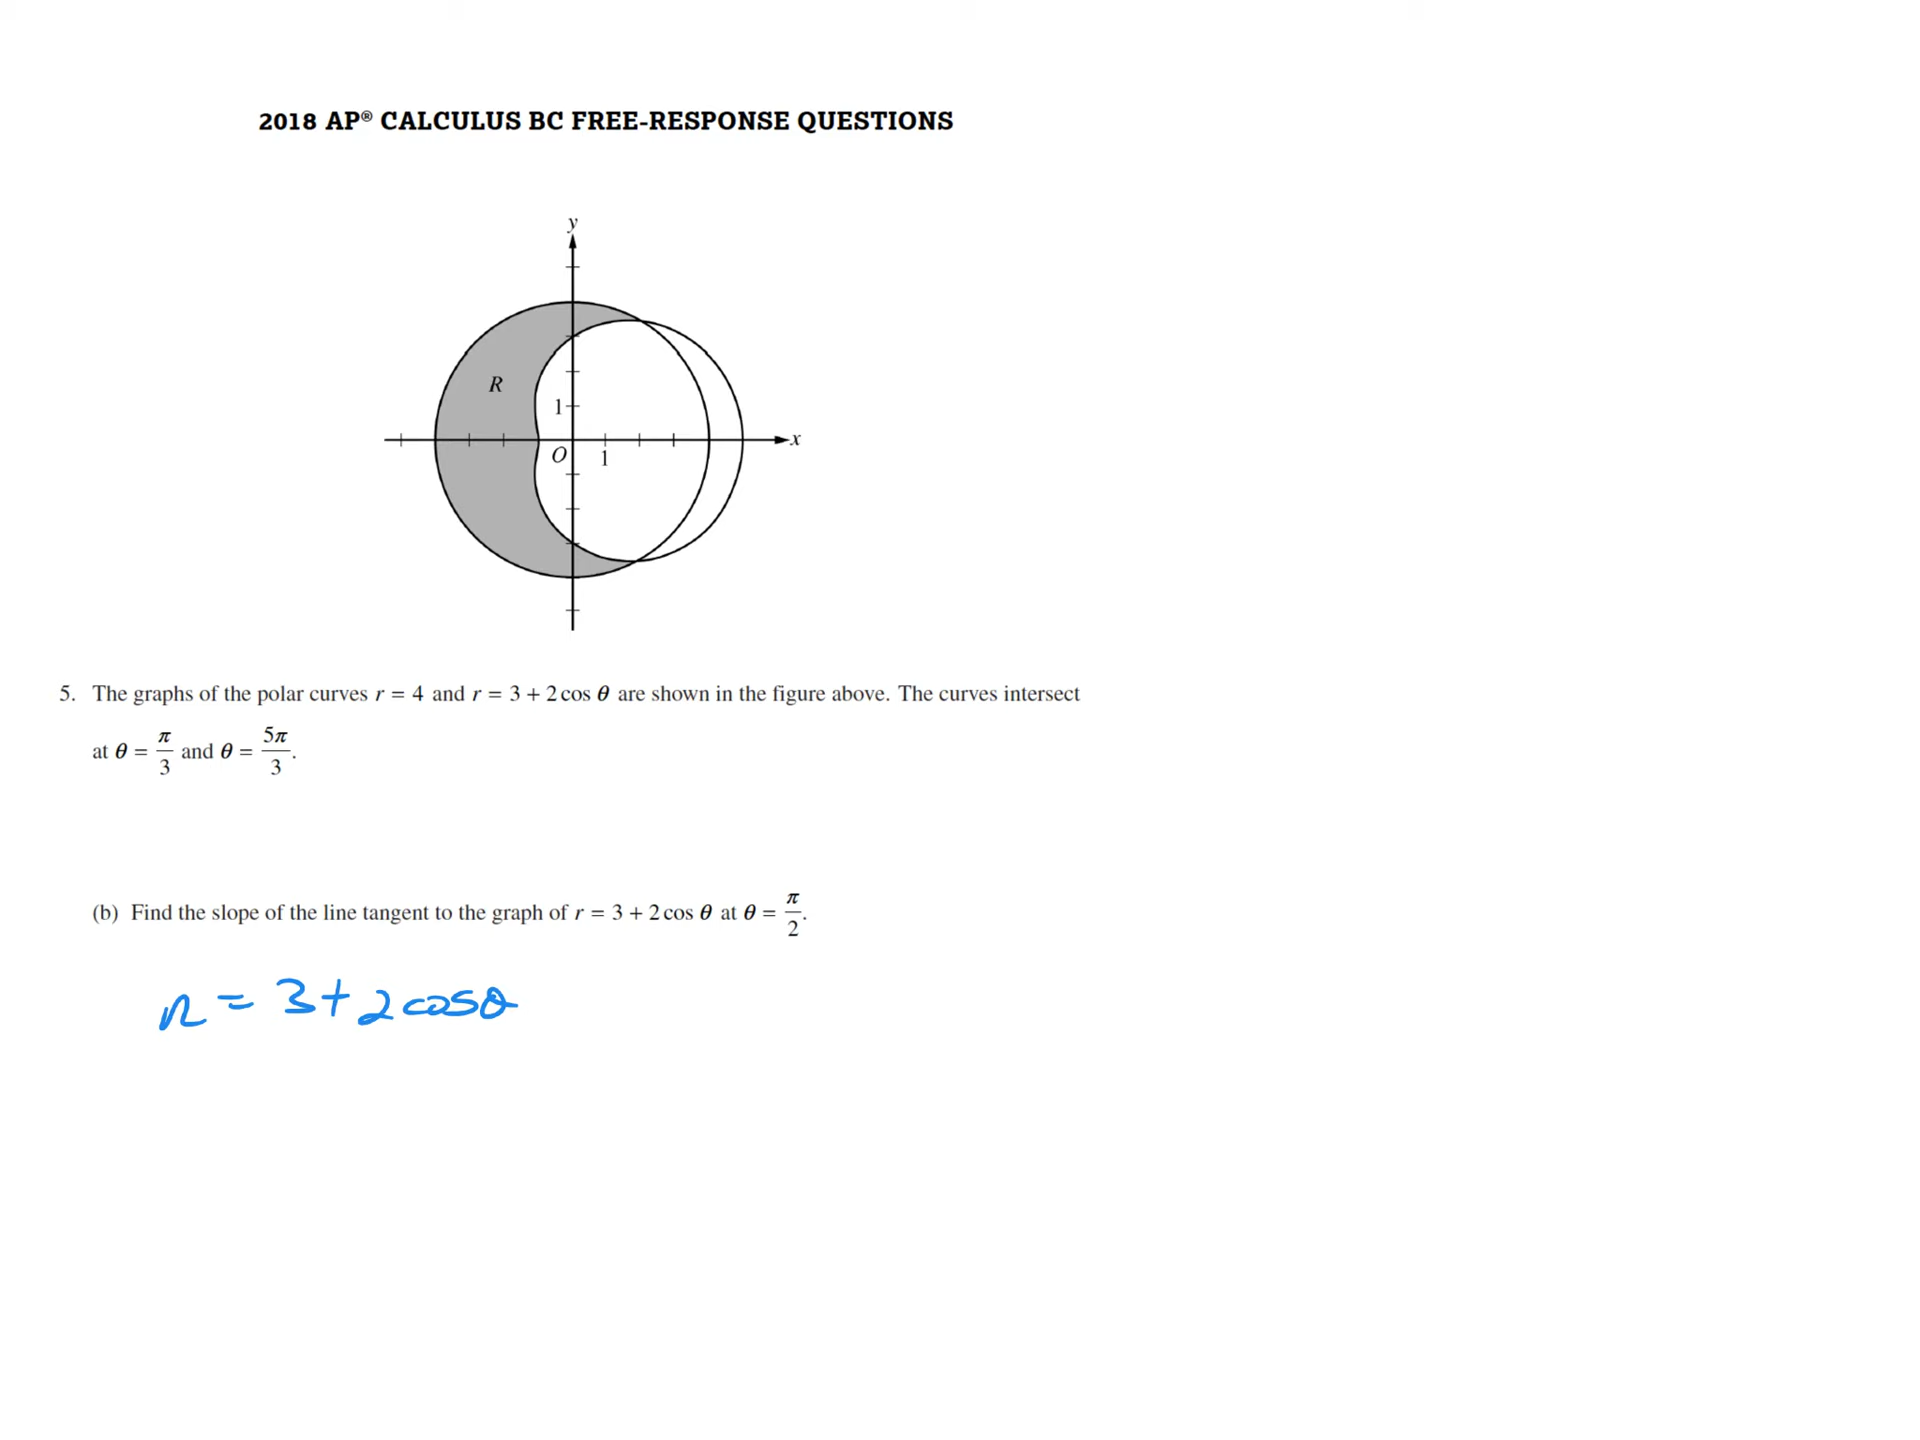 2018 AP® CALCULUS BC FREE-RESPONSE QUESTIONS
y
R
1
x
O
1
5. The graphs of the polar curves r = 4 and r = 3 + 2 cos θ are shown in the figure above. The curves intersect
at θ = π/3 and θ = 5π/3.
(b) Find the slope of the line tangent to the graph of r = 3 + 2 cos θ at θ = π/2.
r = 3 + 2 cos θ